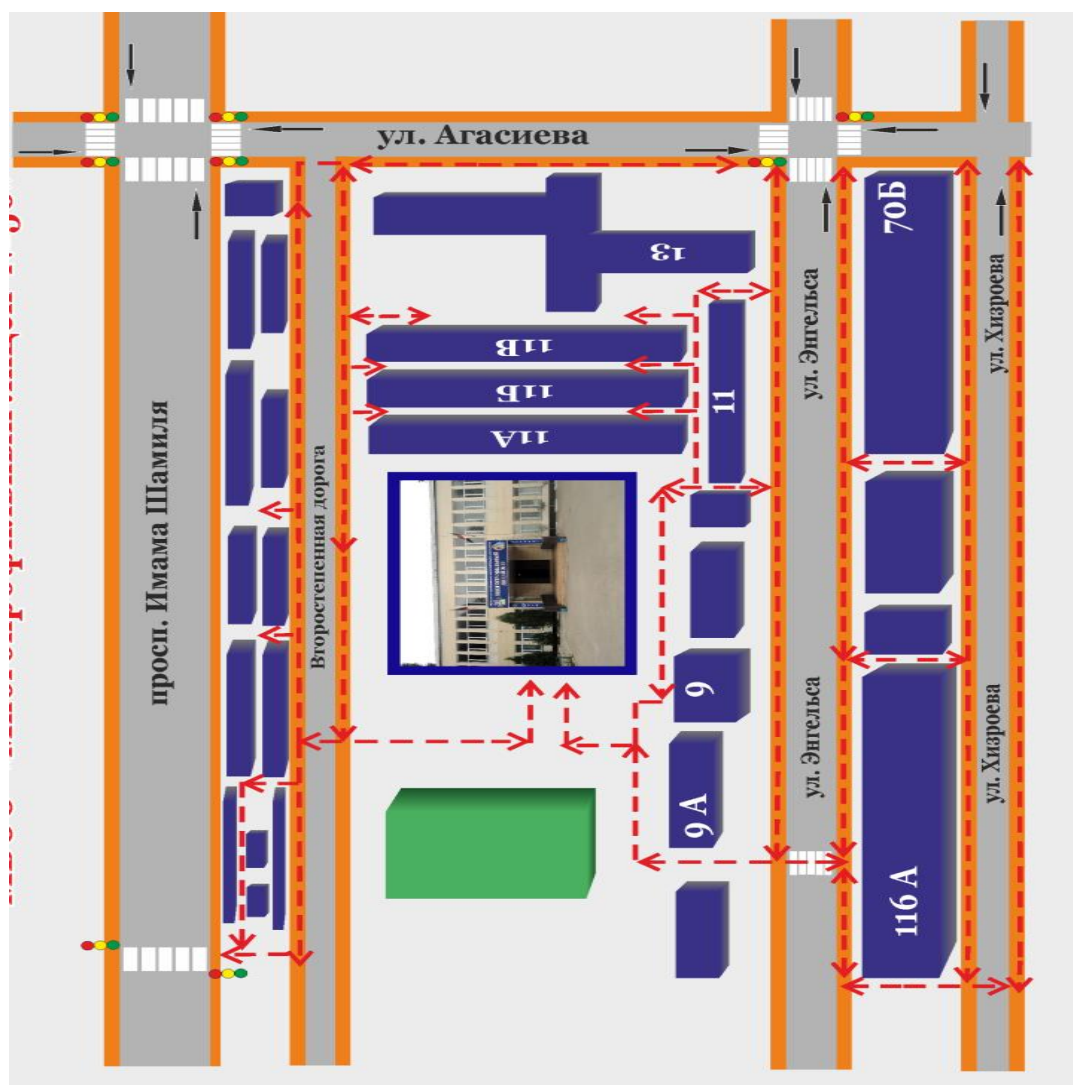 ул. Агасиева
просп. Имама Шамиля
Второстепенная дорога
13
11В
11Б
11А
11
9
9 А
ул. Энгельса
ул. Энгельса
70Б
116 А
ул. Хизроева
ул. Хизроева